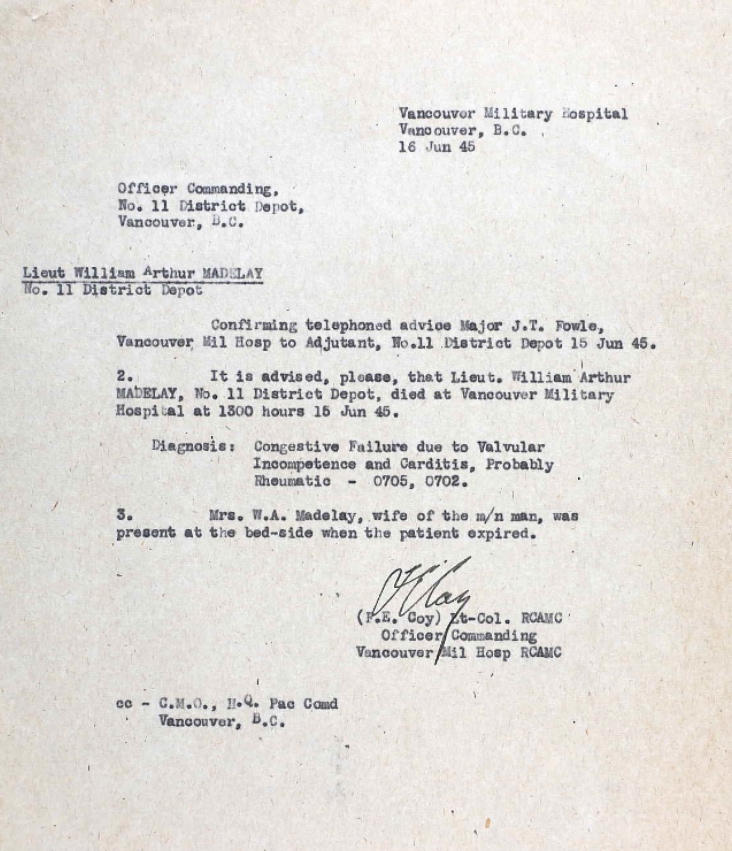 Vancouver Military Hospital
Vancouver, B.C.
16 Jun 45
Officer Commanding,
No. 11 District Depot,
Vancouver, B.C.
Lieut William Arthur MADELAY
No. 11 District Depot
Confirming telephoned advice Major J.T. Fowle,
Vancouver Mil Hosp to Adjutant, No.11 District Depot 15 Jun 45.
2. It is advised, please, that Lieut. William Arthur
MADELAY, No. 11 District Depot, died at Vancouver Military
Hospital at 1300 hours 15 Jun 45.
Diagnosis: Congestive Failure due to Valvular
Incompetence and Carditis, Probably
Rheumatic - 0705, 0702.
3. Mrs. W.A. Madelay, wife of the m/n man, was
present at the bed-side when the patient expired.
F E Coy
(F.E. Coy) Lt-Col. RCAMC
Officer Commanding
Vancouver Mil Hosp RCAMC
cc - C.M.O., H.Q. Pac Comd
Vancouver, B.C.